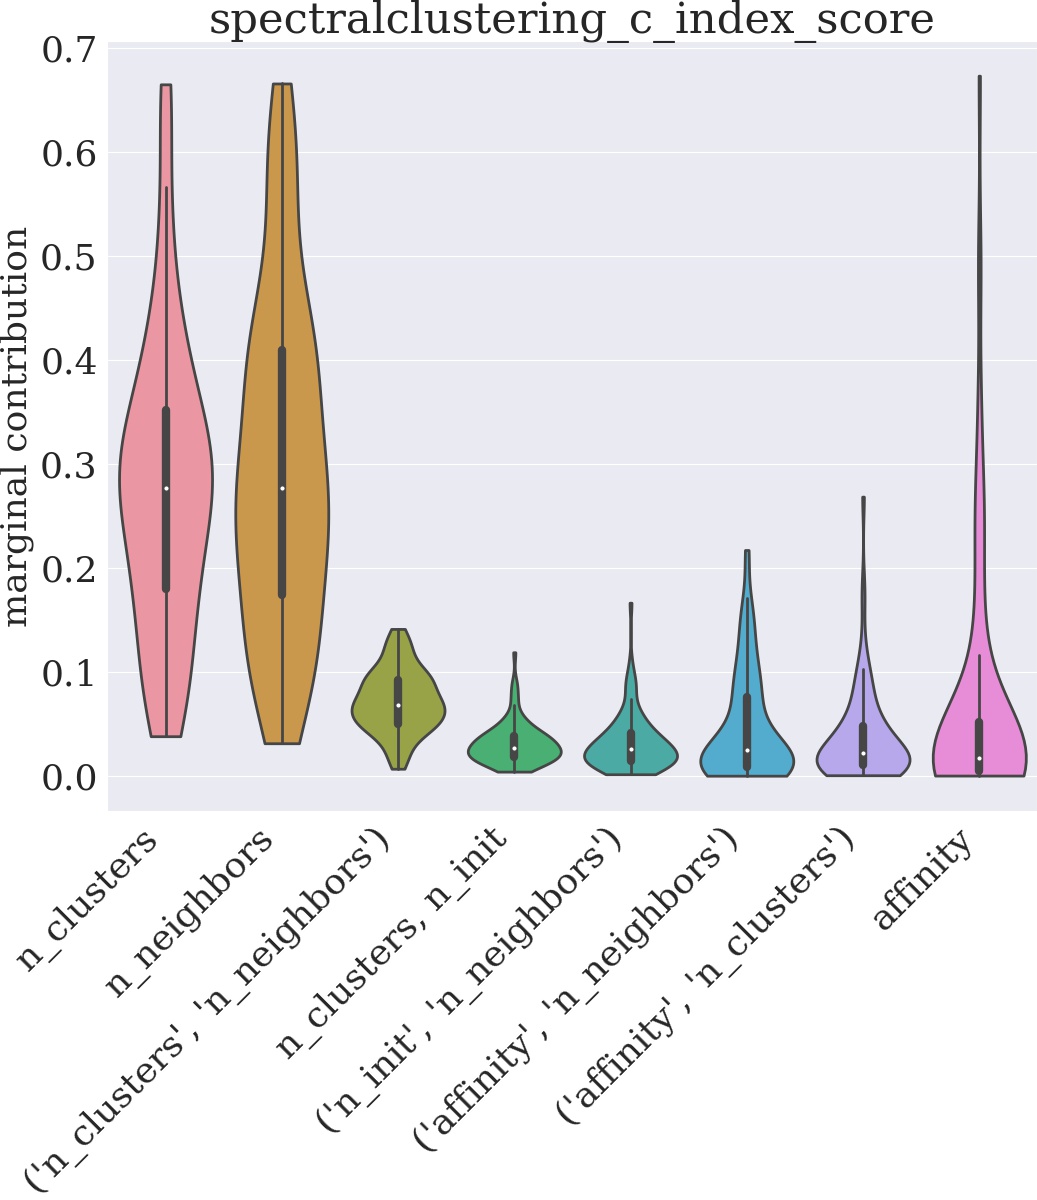 spectralclustering_c_index_score
0.7
0.6
0.5
0.4
0.3
0.2
0.1
0.0
marginal contribution
n_clusters
n_neighbors
('n_clusters', 'n_neighbors')
n_clusters, n_init
('n_init', 'n_neighbors')
('affinity', 'n_neighbors')
('affinity', 'n_clusters')
affinity